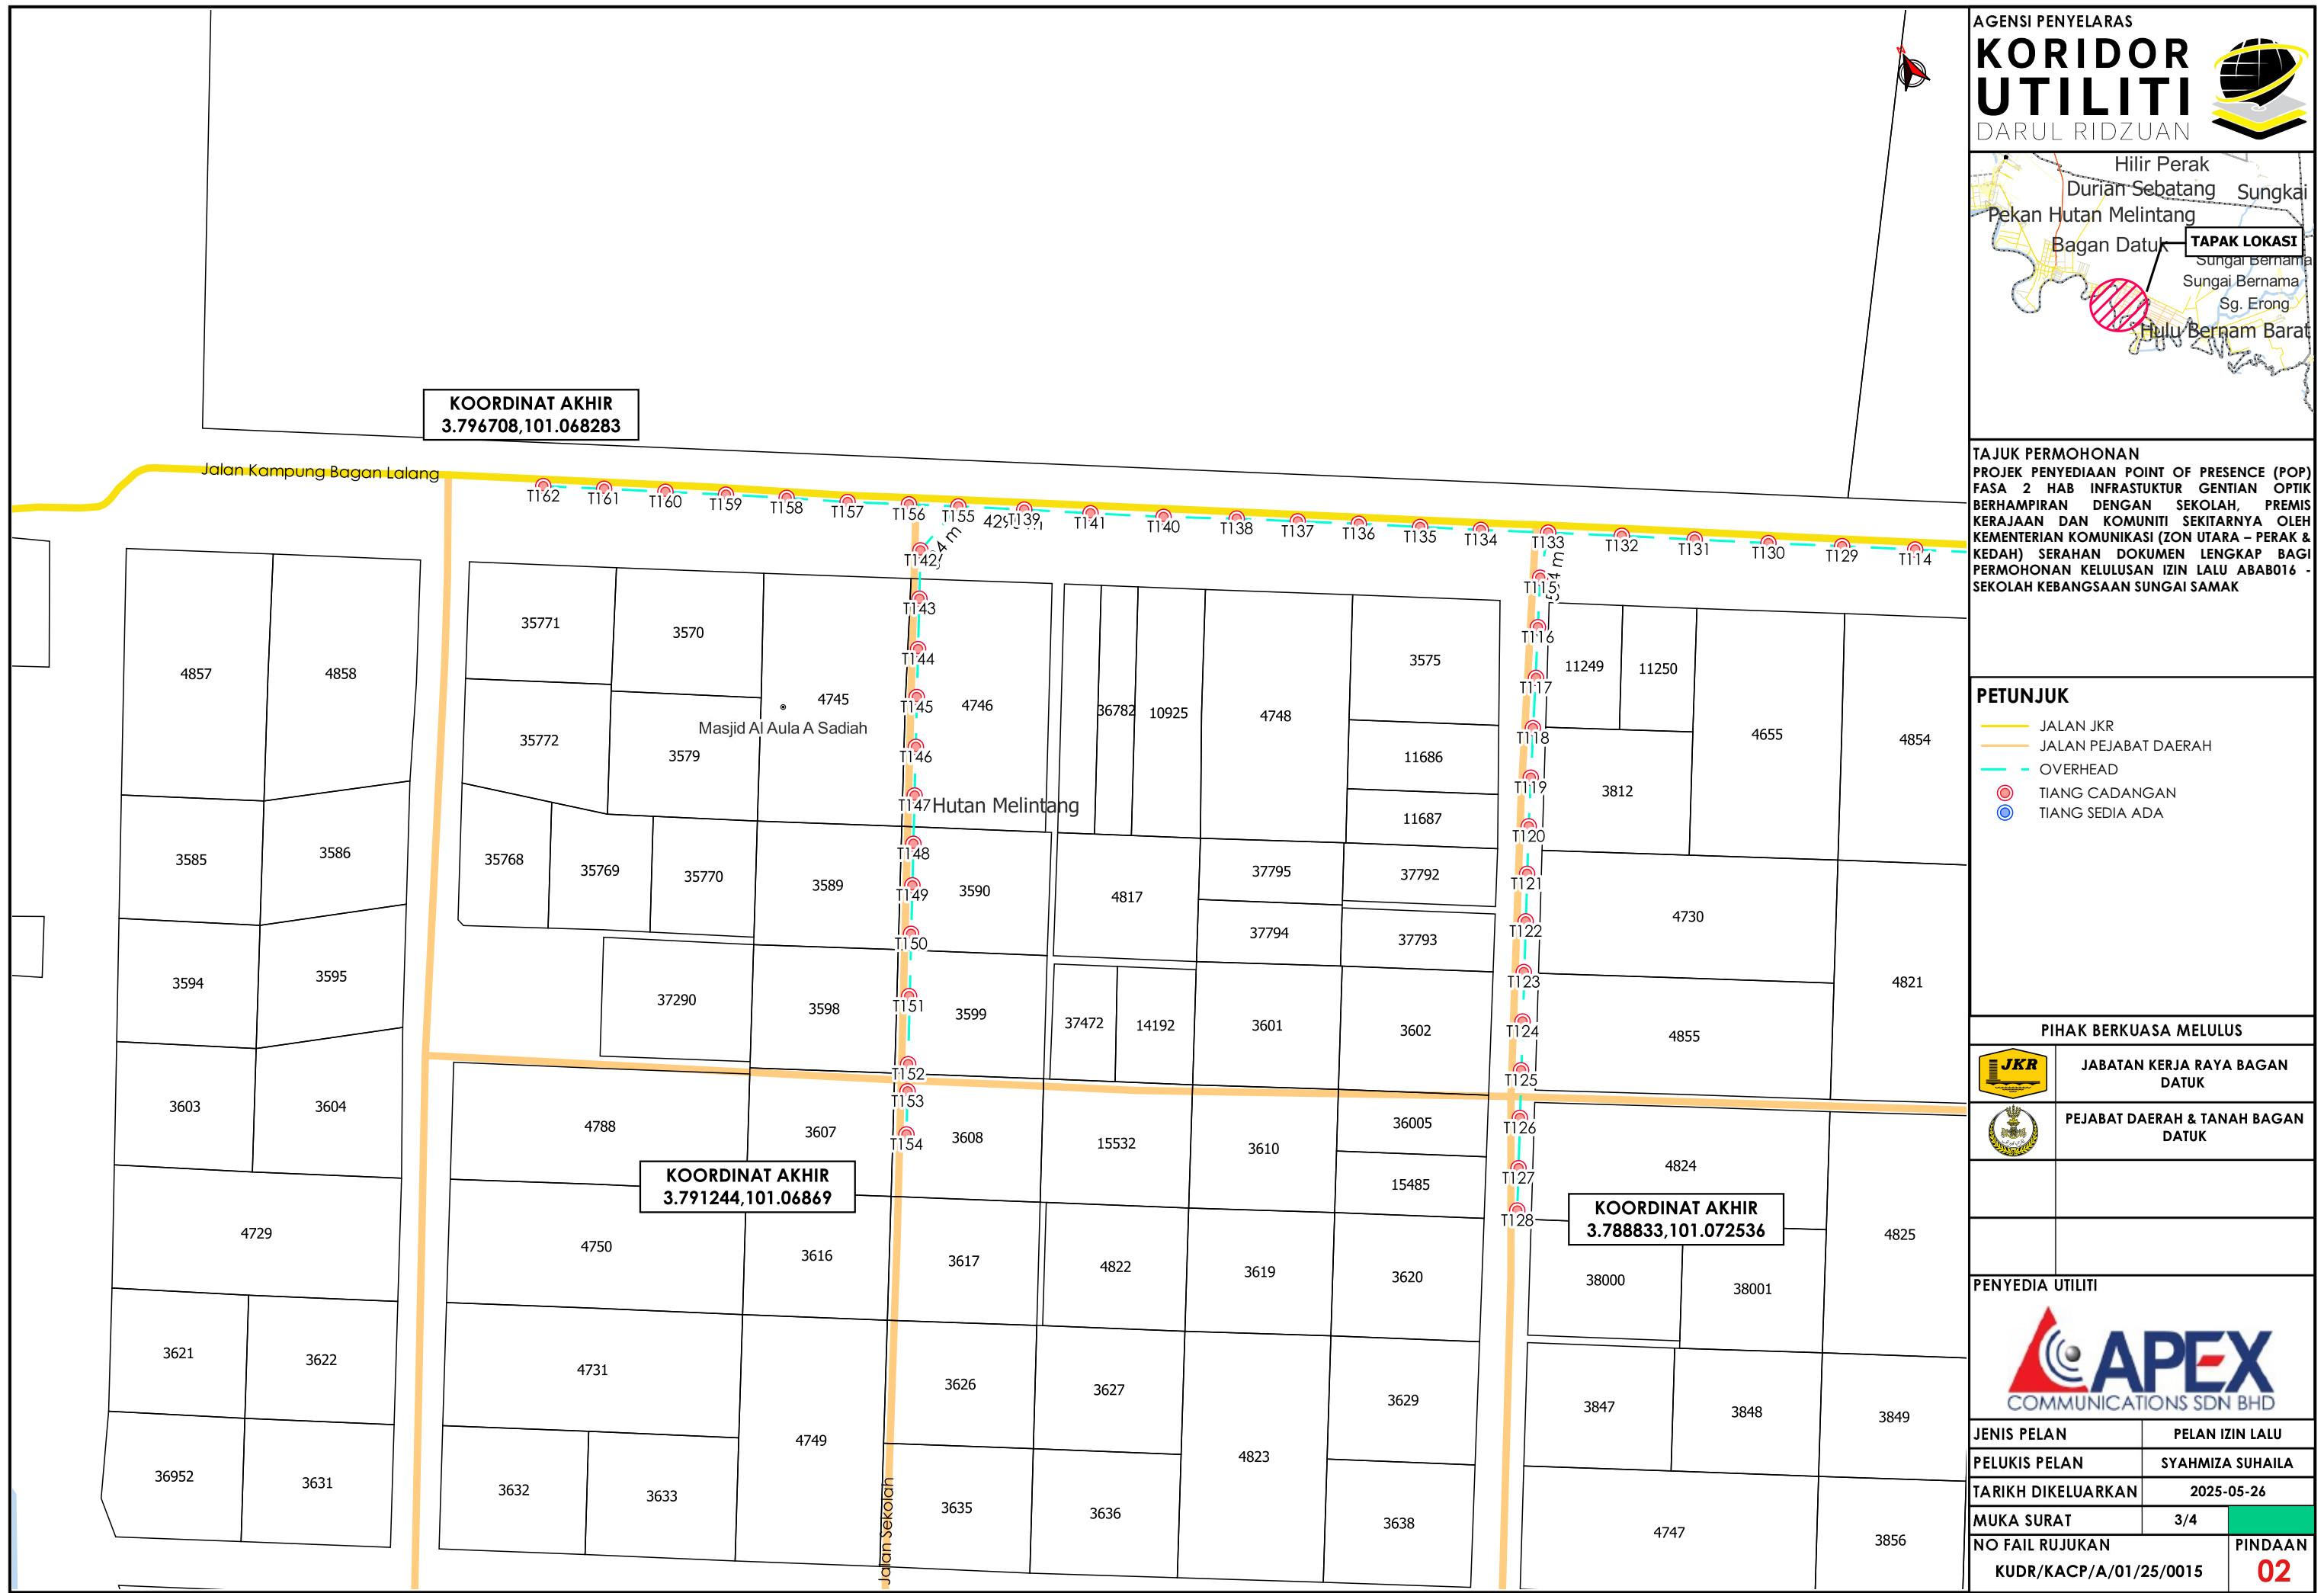 KOORDINAT AKHIR
3.796708,101.068283
Jalan Kampung Bagan Lalang
T162
T161
T160
T159
T158
T157
T156
T155
T139
T141
T140
T138
T137
T136
T135
T134
T133
T132
T131
T130
T129
T114
T142
T143
T144
T145
T146
T147
T148
T149
T150
T151
T152
T153
T154
T115
T116
T117
T118
T119
T120
T121
T122
T123
T124
T125
T126
T127
T128
4857
4858
35771
3570
4745
4746
36782
10925
4748
3575
11249
11250
4655
4854
Masjid Al Aula A Sadiah
35772
3579
11686
3812
Hutan Melintang
11687
3585
3586
35768
35769
35770
3589
3590
4817
37795
37792
37794
37793
4730
3594
3595
37290
3598
3599
37472
14192
3601
3602
4855
4821
3603
3604
4788
3607
3608
15532
3610
36005
15485
4824
KOORDINAT AKHIR
3.791244,101.06869
KOORDINAT AKHIR
3.788833,101.072536
4729
4750
3616
3617
4822
3619
3620
38000
38001
4825
3621
3622
4731
3626
3627
3629
3847
3848
3849
36952
3631
3632
3633
4749
3635
3636
4823
3638
4747
3856
Jalan Sekolah
AGENSI PENYELARAS
KORIDOR
UTILITI
DARUL RIDZUAN
Hilir Perak
Durian Sebatang
Sungkai
Pekan Hutan Melintang
Bagan Datuk
TAPAK LOKASI
Sungai Bernama
Sungai Bernama
Sg. Erong
Hulu Bernam Barat
TAJUK PERMOHONAN
PROJEK PENYEDIAAN POINT OF PRESENCE (POP)
FASA 2 HAB INFRASTUKTUR GENTIAN OPTIK
BERHAMPIRAN DENGAN SEKOLAH, PREMIS
KERAJAAN DAN KOMUNITI SEKITARNYA OLEH
KEMENTERIAN KOMUNIKASI (ZON UTARA – PERAK &
KEDAH) SERAHAN DOKUMEN LENGKAP BAGI
PERMOHONAN KELULUSAN IZIN LALU ABAB016 -
SEKOLAH KEBANGSAAN SUNGAI SAMAK
PETUNJUK
JALAN JKR
JALAN PEJABAT DAERAH
OVERHEAD
TIANG CADANGAN
TIANG SEDIA ADA
PIHAK BERKUASA MELULUS
JKR
JABATAN KERJA RAYA BAGAN
DATUK
PEJABAT DAERAH & TANAH BAGAN
DATUK
PENYEDIA UTILITI
APEX
COMMUNICATIONS SDN BHD
JENIS PELAN
PELAN IZIN LALU
PELUKIS PELAN
SYAHMIZA SUHAILA
TARIKH DIKELUARKAN
2025-05-26
MUKA SURAT
3/4
NO FAIL RUJUKAN
KUDR/KACP/A/01/25/0015
PINDAAN
02